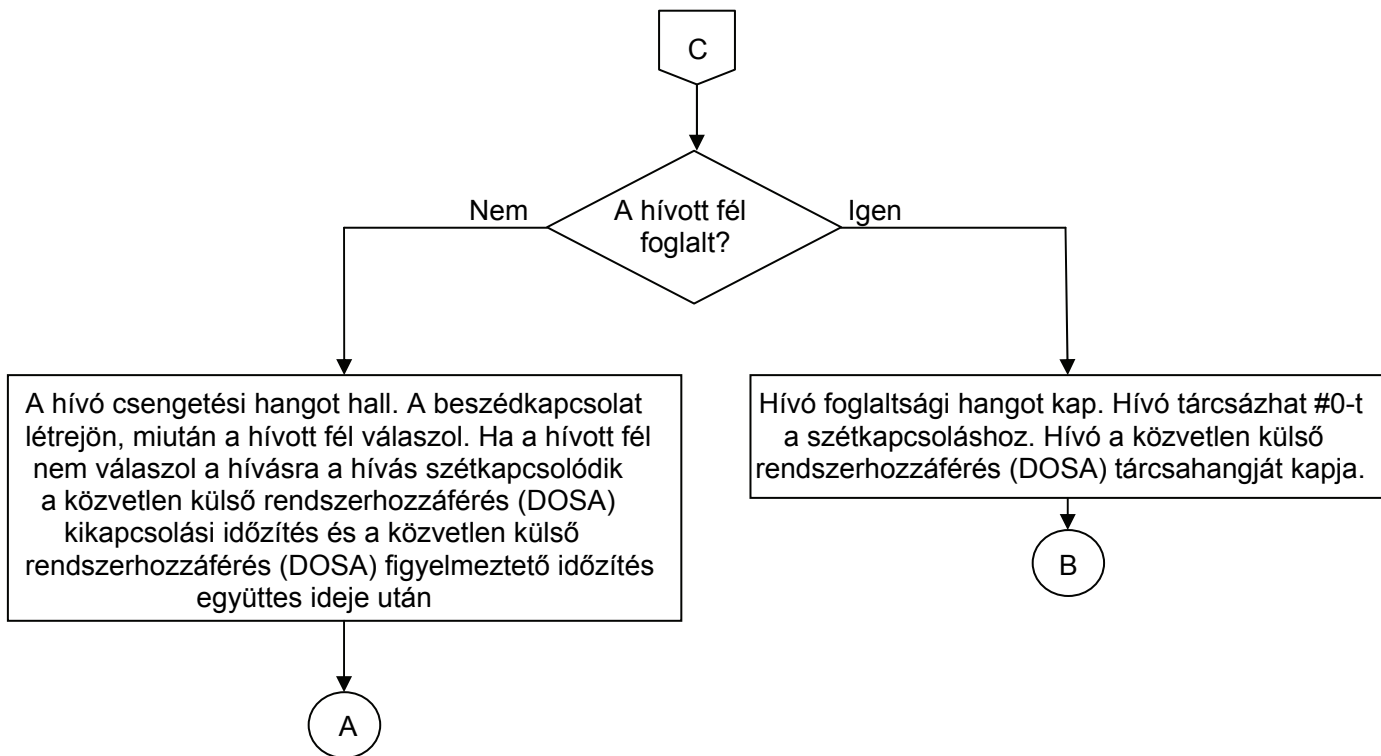 C
A hívott fél
foglalt?
Nem
Igen
A hívó csengetési hangot hall. A beszédkapcsolat
létrejön, miután a hívott fél válaszol. Ha a hívott fél
nem válaszol a hívásra a hívás szétkapcsolódik
a közvetlen külső rendszerhozzáférés (DOSA)
kikapcsolási időzítés és a közvetlen külső
rendszerhozzáférés (DOSA) figyelmeztető időzítés
együttes ideje után
Hívó foglaltsági hangot kap. Hívó tárcsázhat #0-t
a szétkapcsoláshoz. Hívó a közvetlen külső
rendszerhozzáférés (DOSA) tárcsahangját kapja.
B
A